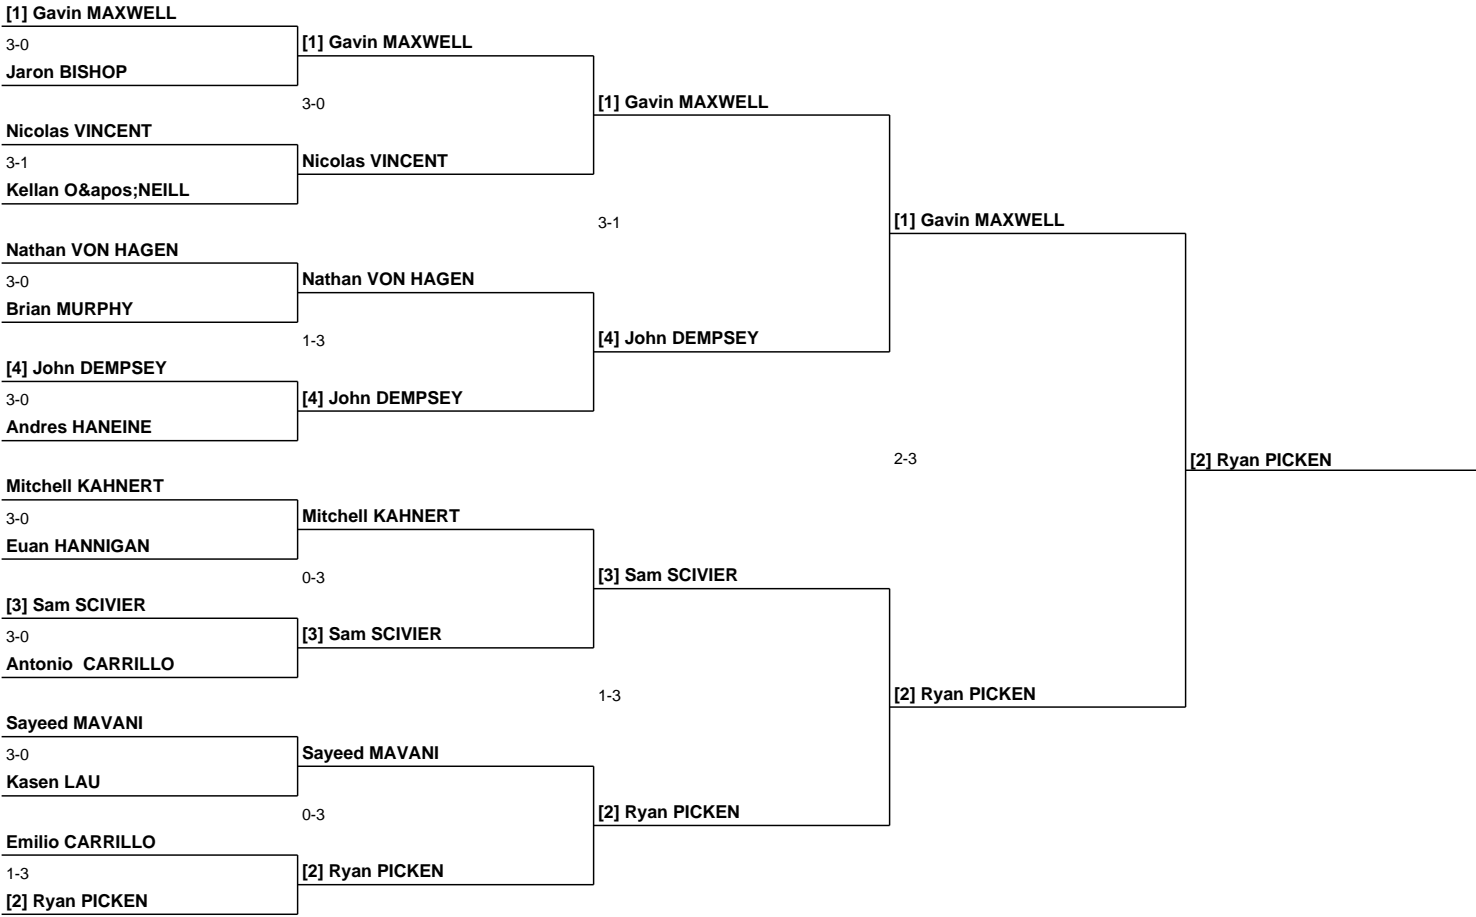 [1] Gavin MAXWELL
3-0
[1] Gavin MAXWELL
Jaron BISHOP
3-0
[1] Gavin MAXWELL
Nicolas VINCENT
3-1
Nicolas VINCENT
Kellan O&apos;NEILL
3-1
[1] Gavin MAXWELL
Nathan VON HAGEN
3-0
Nathan VON HAGEN
Brian MURPHY
1-3
[4] John DEMPSEY
[4] John DEMPSEY
3-0
[4] John DEMPSEY
Andres HANEINE
2-3
[2] Ryan PICKEN
Mitchell KAHNERT
3-0
Mitchell KAHNERT
Euan HANNIGAN
0-3
[3] Sam SCIVIER
[3] Sam SCIVIER
3-0
[3] Sam SCIVIER
Antonio  CARRILLO
1-3
[2] Ryan PICKEN
Sayeed MAVANI
3-0
Sayeed MAVANI
Kasen LAU
0-3
[2] Ryan PICKEN
Emilio CARRILLO
1-3
[2] Ryan PICKEN
[2] Ryan PICKEN